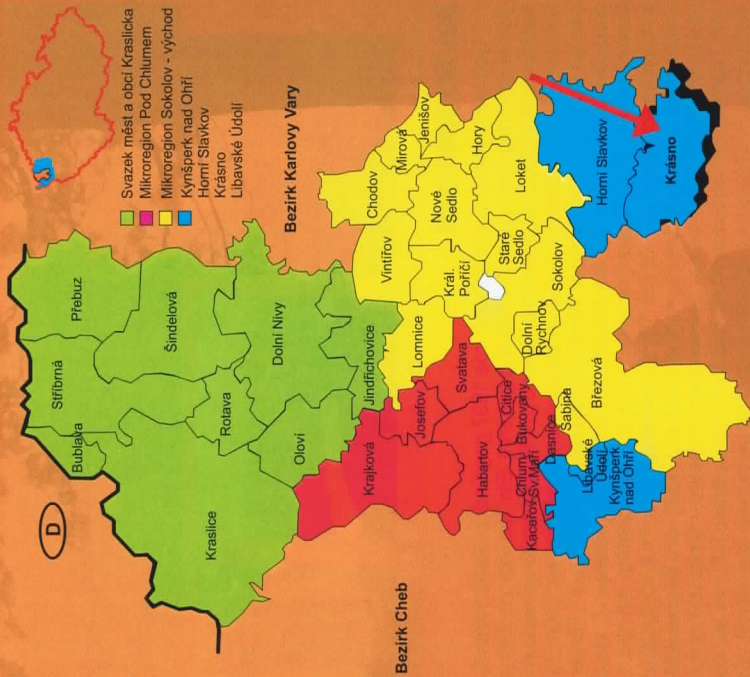 Svazek měst a obcí Kraslicka
Mikroregion Pod Chlumem
Mikroregion Sokolov - východ
Kynšperk nad Ohří
Horní Slavkov
Krásno
Libavské Údolí
Bezirk Karlovy Vary
D
Přebuz
Stříbrná
Bublava
Šindelová
Kraslice
Rotava
Dolní Nivy
Oloví
Jindřichovice
Chodov
Mírová
Jenišov
Vintířov
Nové
Sedlo
Hory
Král.
Poříčí
Loket
Staré
Sedlo
Lomnice
Sokolov
Horní Slavkov
Krásno
Krajková
Josefov
Svatava
Dolní
Rychnov
Habartov
Citice
Bukovany
Dasnice
Šabina
Březová
Chlum
Sv.Maří
Kaceřov
Libavské
Údolí
Kynšperk
nad Ohří
Bezirk Cheb